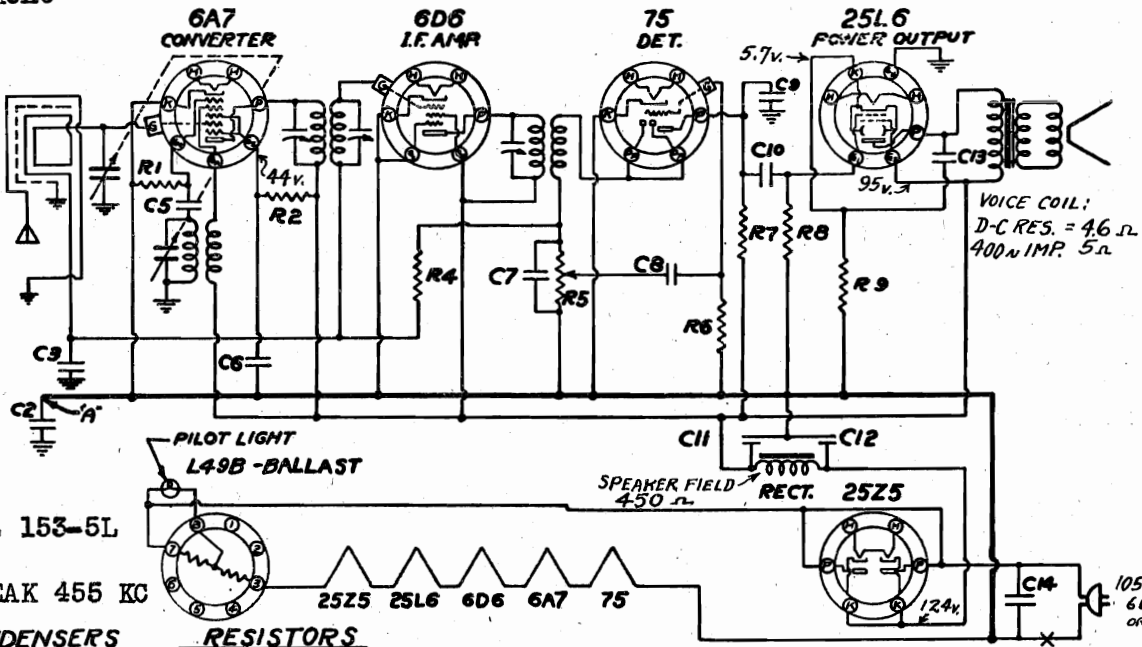 6A7
CONVERTER
6D6
I.F. AMP.
75
DET.
25L6
POWER OUTPUT
5.7v.
C9
C10
C13
R1
C5
44v.
R2
95v.
VOICE COIL:
D-C RES. = 4.6 Ω
400~ IMP. 5Ω
R4
C7
R5
C8
R6
R7
R8
R9
C3
C6
C2
"A"
C11
C12
PILOT LIGHT
L49B - BALLAST
SPEAKER FIELD
450 Ω
RECT. 25Z5
153-5L
455 KC
25Z5 25L6 6D6 6A7 75
124v.
C14
105
RESISTORS